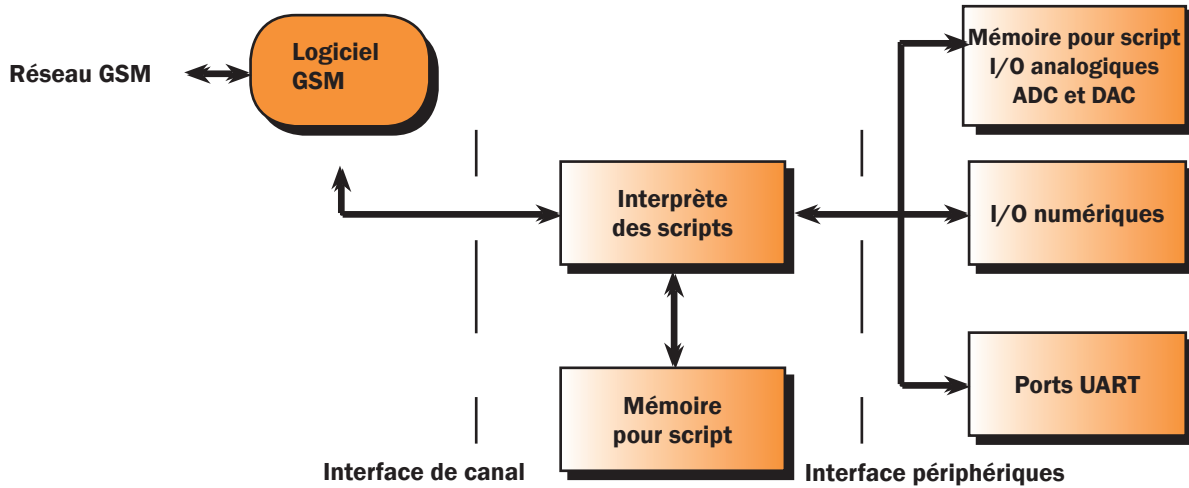 Réseau GSM
Logiciel
GSM
Mémoire pour script
I/O analogiques
ADC et DAC
Interprète
des scripts
I/O numériques
Mémoire
pour script
Ports UART
Interface de canal
Interface périphériques